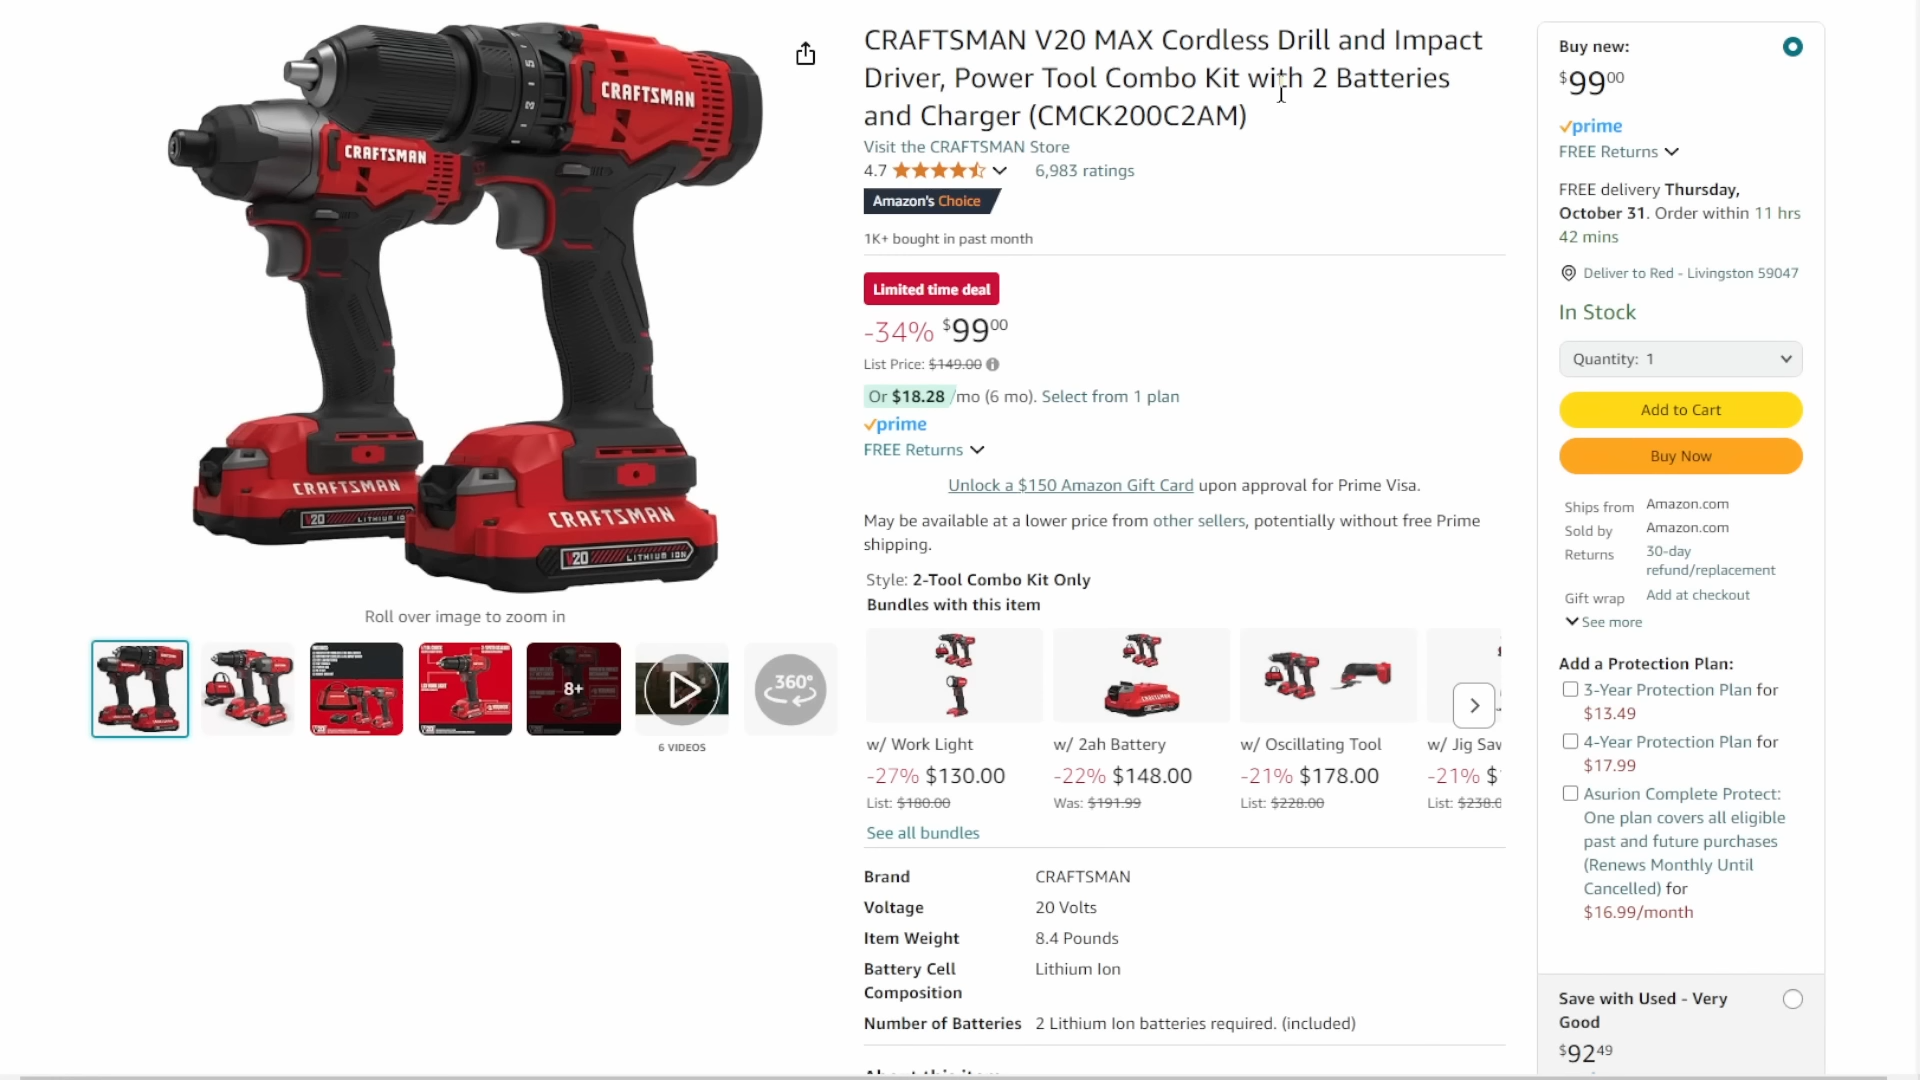 CRAFTSMAN
CRAFTSMAN
CRAFTSMAN
V20 LITHIUM ION
CRAFTSMAN
V20 LITHIUM ION
Roll over image to zoom in
8+
360°
6 VIDEOS
CRAFTSMAN V20 MAX Cordless Drill and Impact
Driver, Power Tool Combo Kit with 2 Batteries
and Charger (CMCK200C2AM)
Visit the CRAFTSMAN Store
4.7 6,983 ratings
Amazon's Choice
1K+ bought in past month
Limited time deal
-34% $99 00
List Price: $149.00
Or $18.28 /mo (6 mo). Select from 1 plan
prime
FREE Returns
Unlock a $150 Amazon Gift Card upon approval for Prime Visa.
May be available at a lower price from other sellers, potentially without free Prime
shipping.
Style: 2-Tool Combo Kit Only
Bundles with this item
w/ Work Light
-27% $130.00
List: $180.00
w/ 2ah Battery
-22% $148.00
Was: $191.99
w/ Oscillating Tool
-21% $178.00
List: $228.00
w/ Jig Saw
-21% $
List: $238.0
See all bundles
Brand CRAFTSMAN
Voltage 20 Volts
Item Weight 8.4 Pounds
Battery Cell Lithium Ion
Composition
Number of Batteries 2 Lithium Ion batteries required. (included)
Buy new:
$99 00
prime
FREE Returns
FREE delivery Thursday,
October 31. Order within 11 hrs
42 mins
Deliver to Red - Livingston 59047
In Stock
Quantity: 1
Add to Cart
Buy Now
Ships from Amazon.com
Sold by Amazon.com
Returns 30-day
refund/replacement
Gift wrap Add at checkout
See more
Add a Protection Plan:
3-Year Protection Plan for
$13.49
4-Year Protection Plan for
$17.99
Asurion Complete Protect:
One plan covers all eligible
past and future purchases
(Renews Monthly Until
Cancelled) for
$16.99/month
Save with Used - Very
Good
$92 49